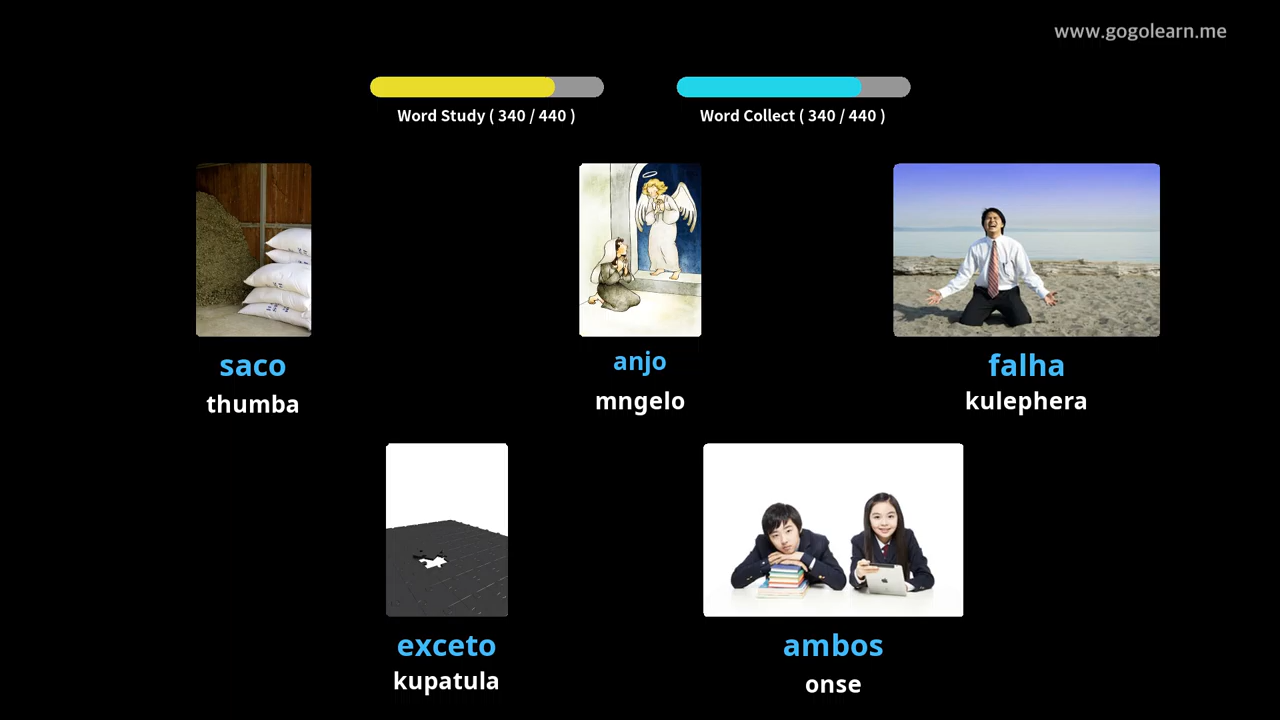 www.gogolearn.me
Word Study ( 340 / 440 )
Word Collect ( 340 / 440 )
saco
thumba
anjo
mngelo
falha
kulephera
exceto
kupatula
ambos
onse